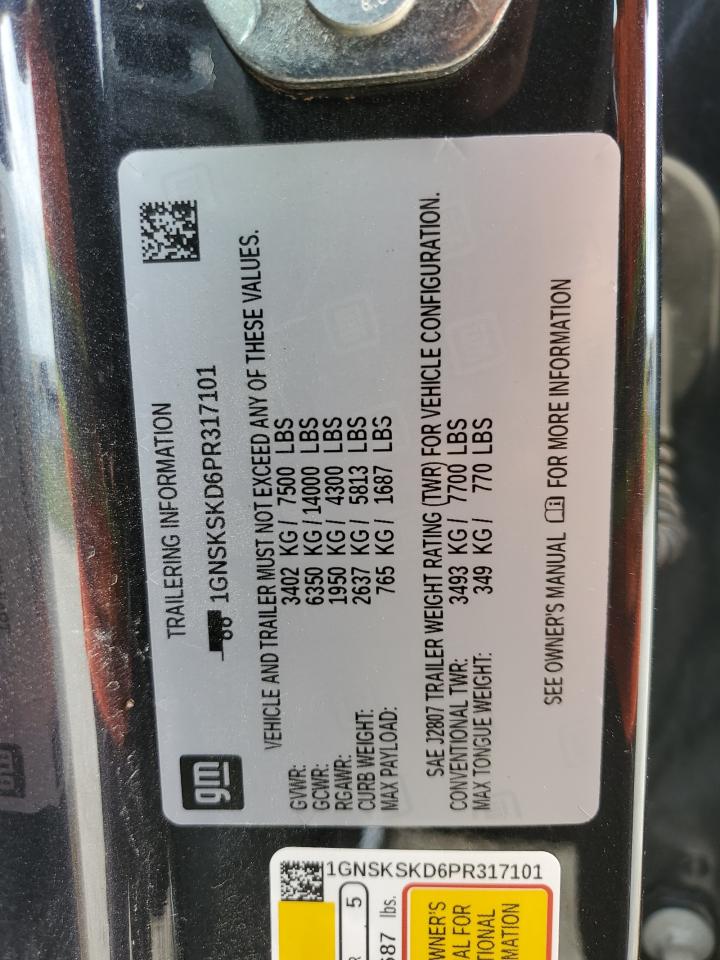 gm
TRAILERING INFORMATION
1GNSKSKD6PR317101
VEHICLE AND TRAILER MUST NOT EXCEED ANY OF THESE VALUES.
GVWR: 3402 KG / 7500 LBS
GCWR: 6350 KG / 14000 LBS
RGAWR: 1950 KG / 4300 LBS
CURB WEIGHT: 2637 KG / 5813 LBS
MAX PAYLOAD: 765 KG / 1687 LBS
SAE J2807 TRAILER WEIGHT RATING (TWR) FOR VEHICLE CONFIGURATION.
CONVENTIONAL TWR: 3493 KG / 7700 LBS
MAX TONGUE WEIGHT: 349 KG / 770 LBS
SEE OWNER'S MANUAL FOR MORE INFORMATION
1GNSKSKD6PR317101
5
lbs.